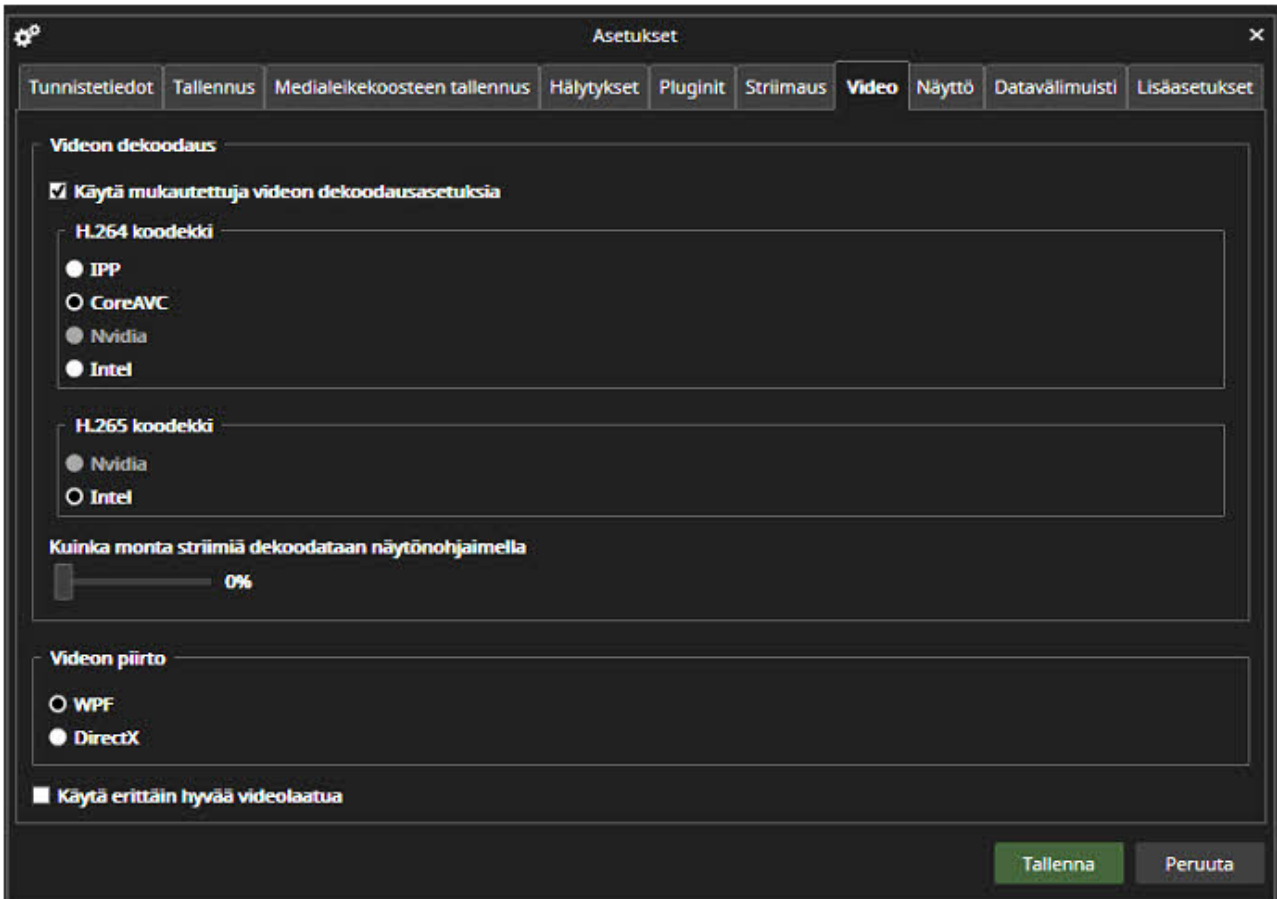 Asetukset
Tunnistetiedot Tallennus Medialeikekoosteen tallennus Hälytykset Pluginit Striimaus Video Näyttö Datavälimuisti Lisäasetukset
Videon dekoodaus
Käytä mukautettuja videon dekoodausasetuksia
H.264 koodekki
IPP
CoreAVC
Nvidia
Intel
H.265 koodekki
Nvidia
Intel
Kuinka monta striimiä dekoodataan näytönohjaimella
0%
Videon piirto
WPF
DirectX
Käytä erittäin hyvää videolaatua
Tallenna Peruuta